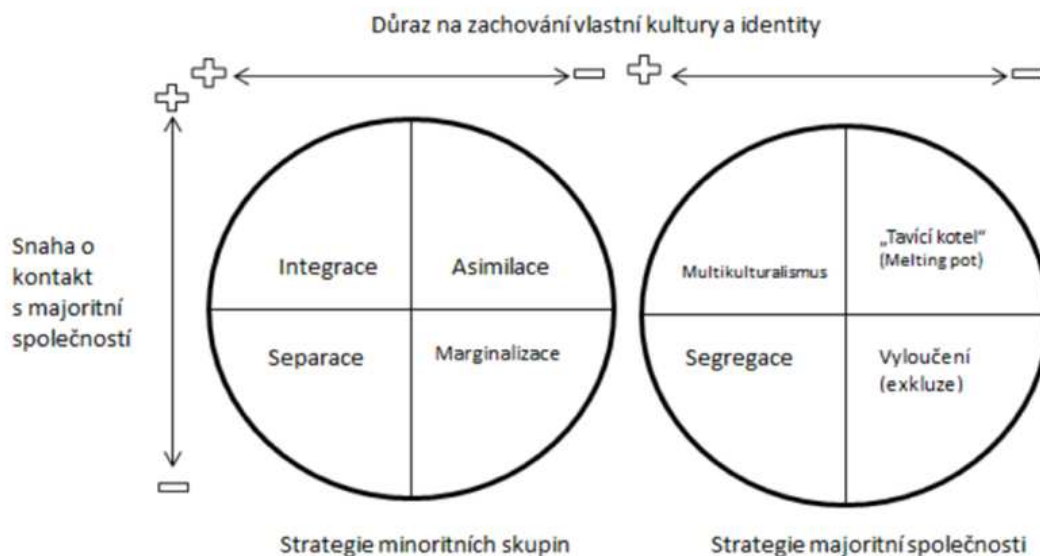 Důraz na zachování vlastní kultury a identity
Snaha o
kontakt
s majoritní
společností
Integrace
Asimilace
Separace
Marginalizace
Multikulturalismus
„Tavící kotel“
(Melting pot)
Segregace
Vyloučení
(exkluze)
Strategie minoritních skupin
Strategie majoritní společnosti